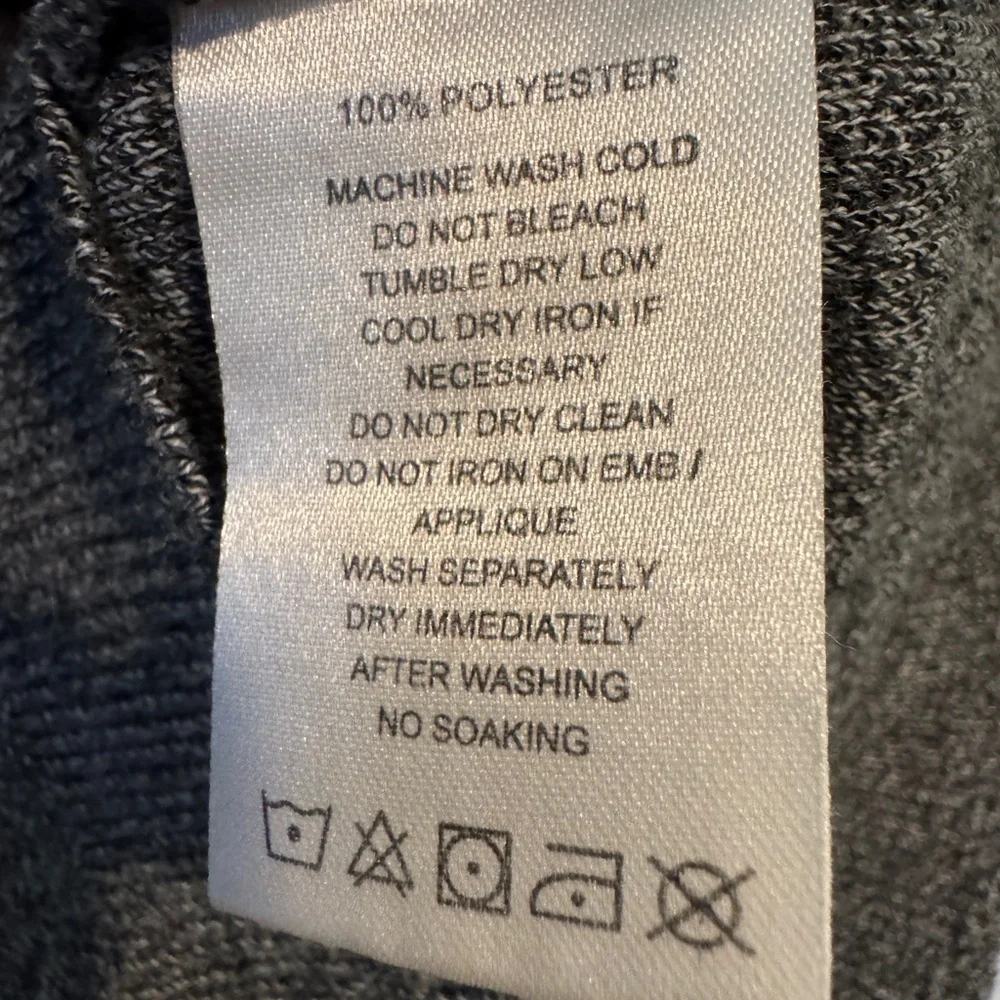 100% POLYESTER
MACHINE WASH COLD
DO NOT BLEACH
TUMBLE DRY LOW
COOL DRY IRON IF
NECESSARY
DO NOT DRY CLEAN
DO NOT IRON ON EMB /
APPLIQUE
WASH SEPARATELY
DRY IMMEDIATELY
AFTER WASHING
NO SOAKING